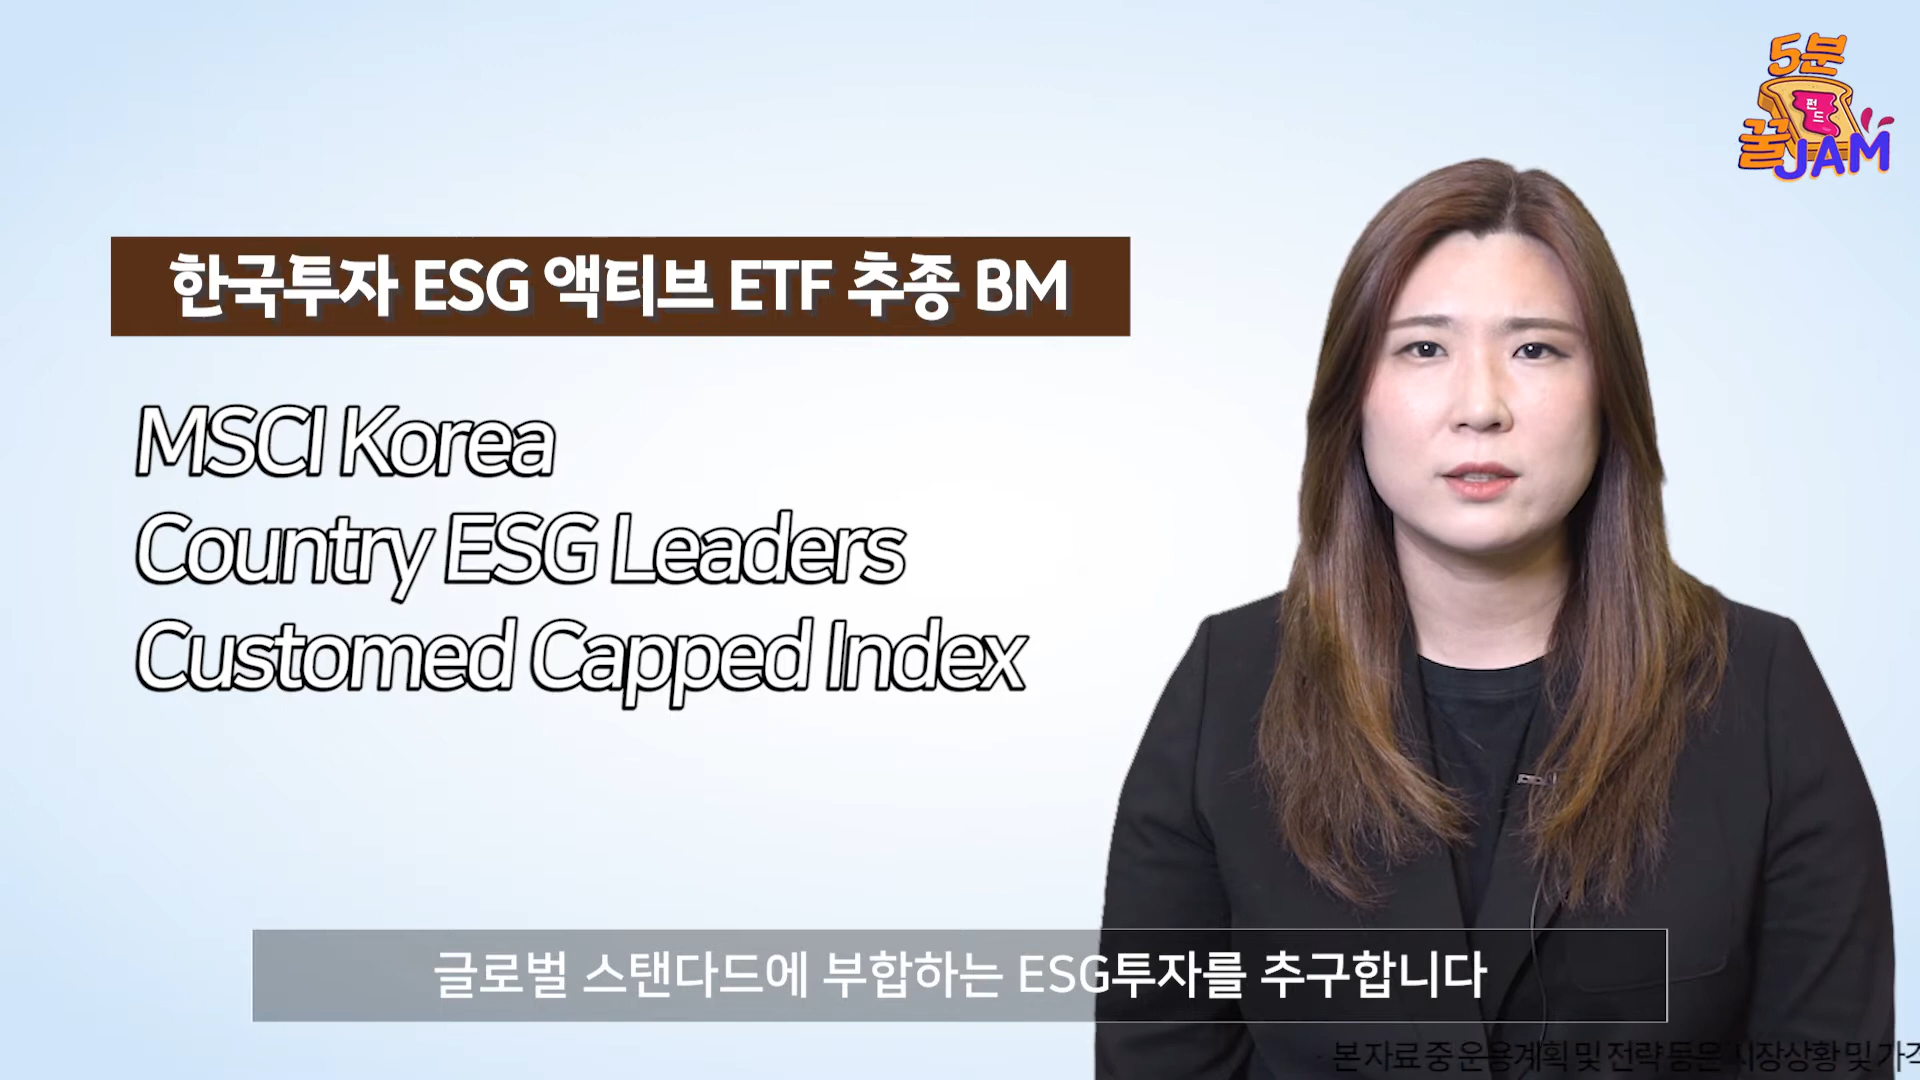 5분
펀드
꿀JAM
한국투자 ESG 액티브 ETF 추종 BM
MSCI Korea
Country ESG Leaders
Customed Capped Index
글로벌 스탠다드에 부합하는 ESG투자를 추구합니다
· 본 자료 중 운용계획 및 전략 등은 시장상황 및 가격